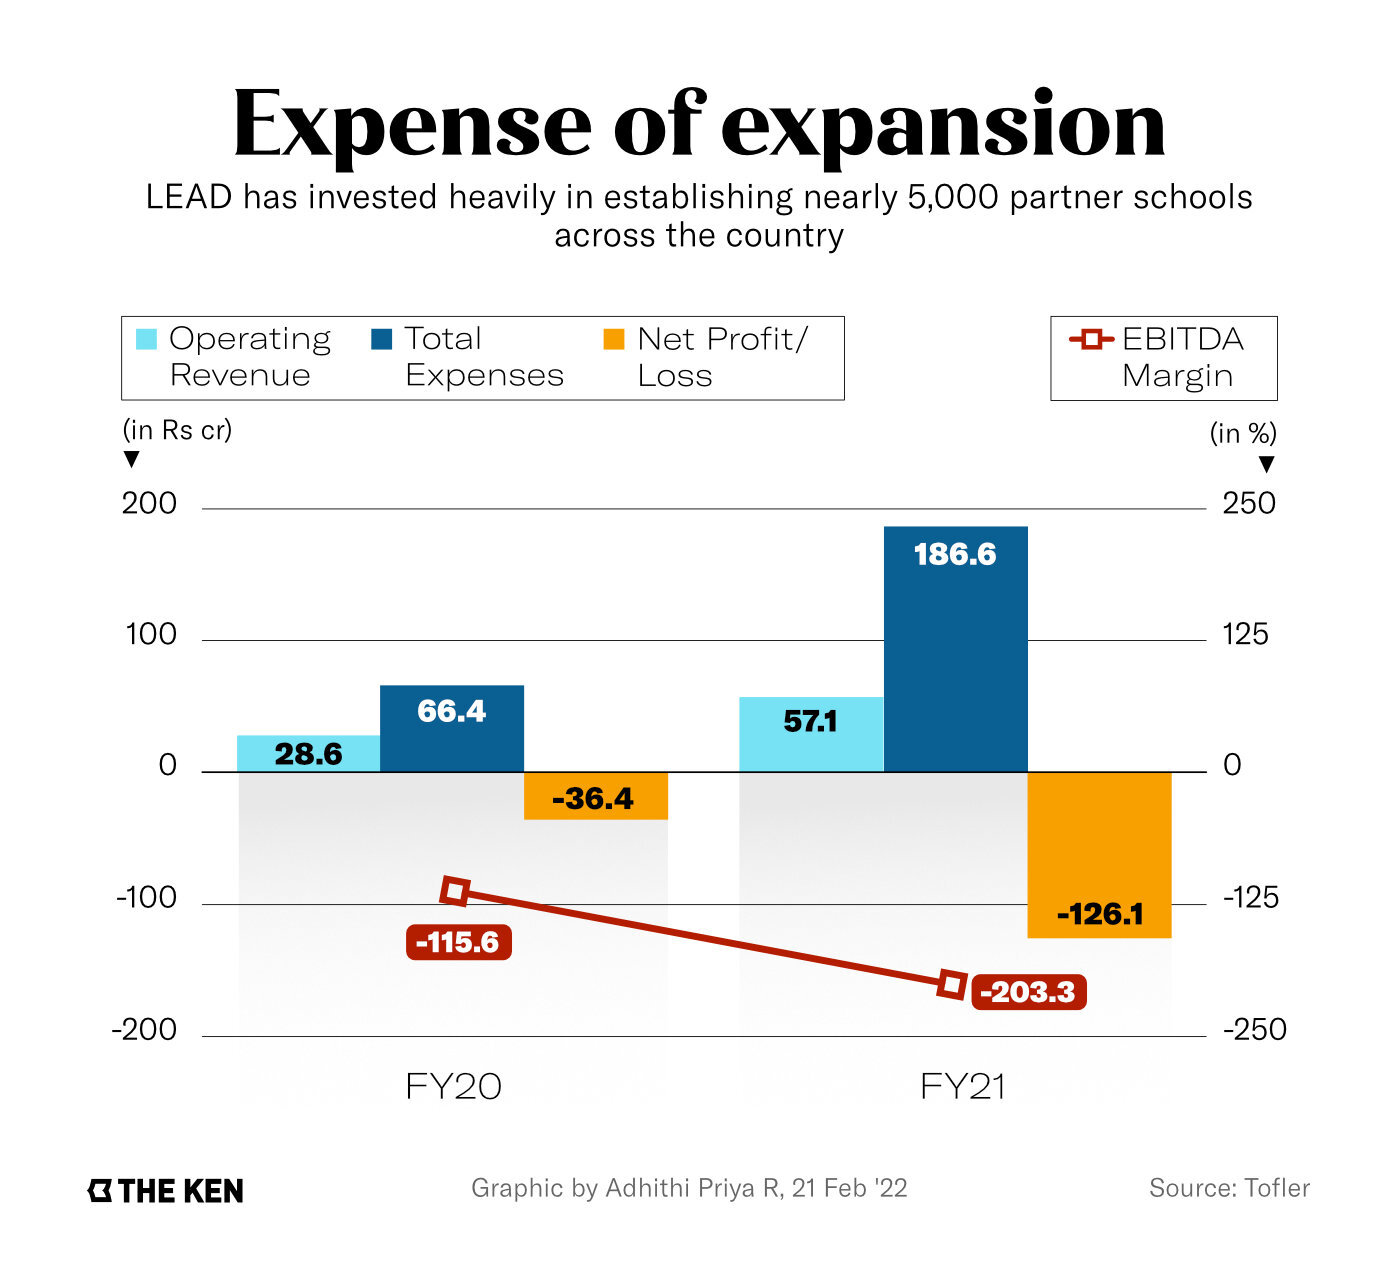 Expense of expansion
LEAD has invested heavily in establishing nearly 5,000 partner schools
across the country
Operating
Revenue
Total
Expenses
Net Profit/
Loss
EBITDA
Margin
(in Rs cr)
(in %)
200
250
186.6
100
125
66.4
57.1
28.6
0
0
-36.4
-100
-125
-126.1
-115.6
-203.3
-200
-250
FY20
FY21
THE KEN
Graphic by Adhithi Priya R, 21 Feb '22
Source: Tofler